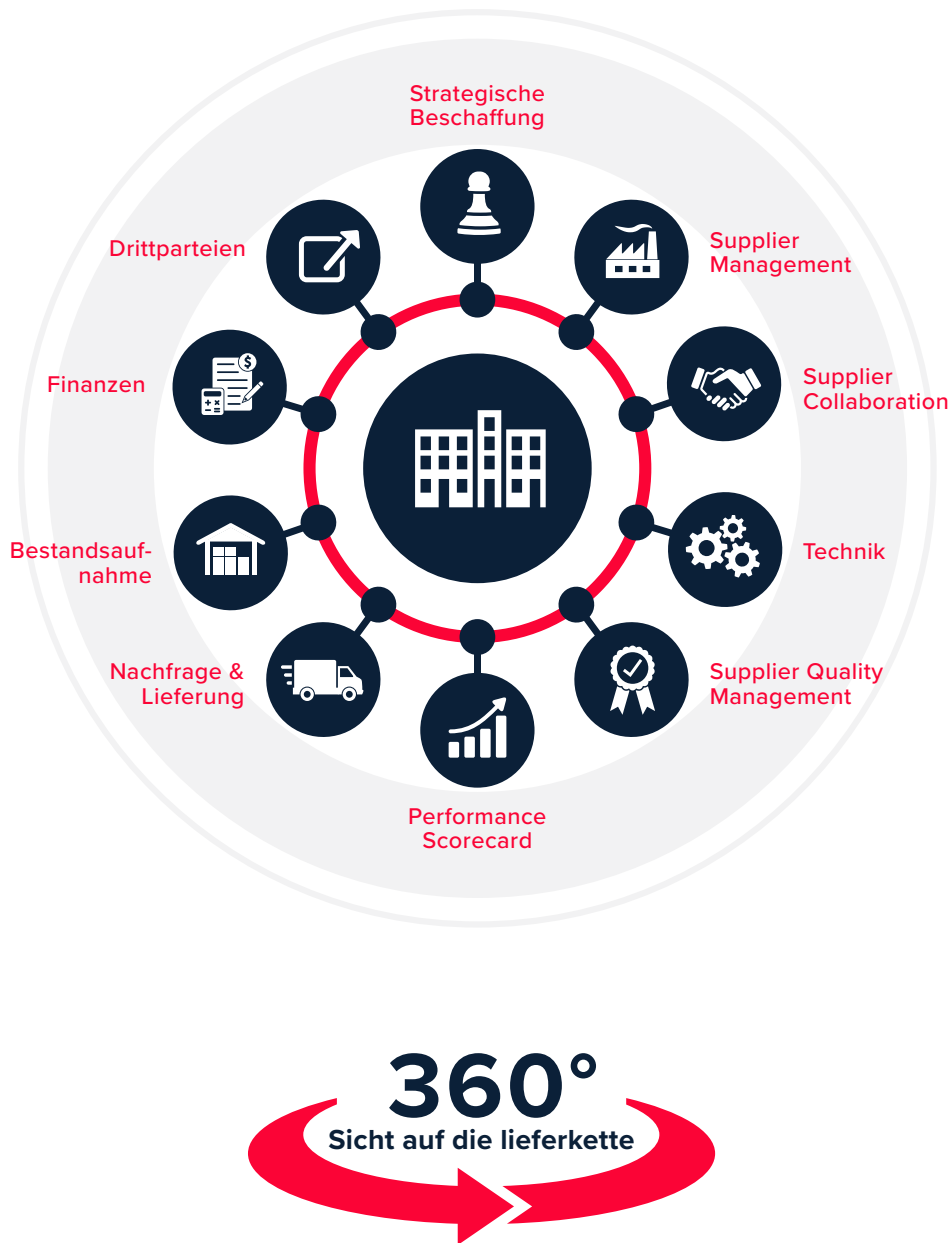 Strategische
Beschaffung
Supplier
Management
Supplier
Collaboration
Technik
Supplier Quality
Management
Performance
Scorecard
Nachfrage &
Lieferung
Bestandsauf-
nahme
Finanzen
$
Drittparteien
360°
Sicht auf die lieferkette